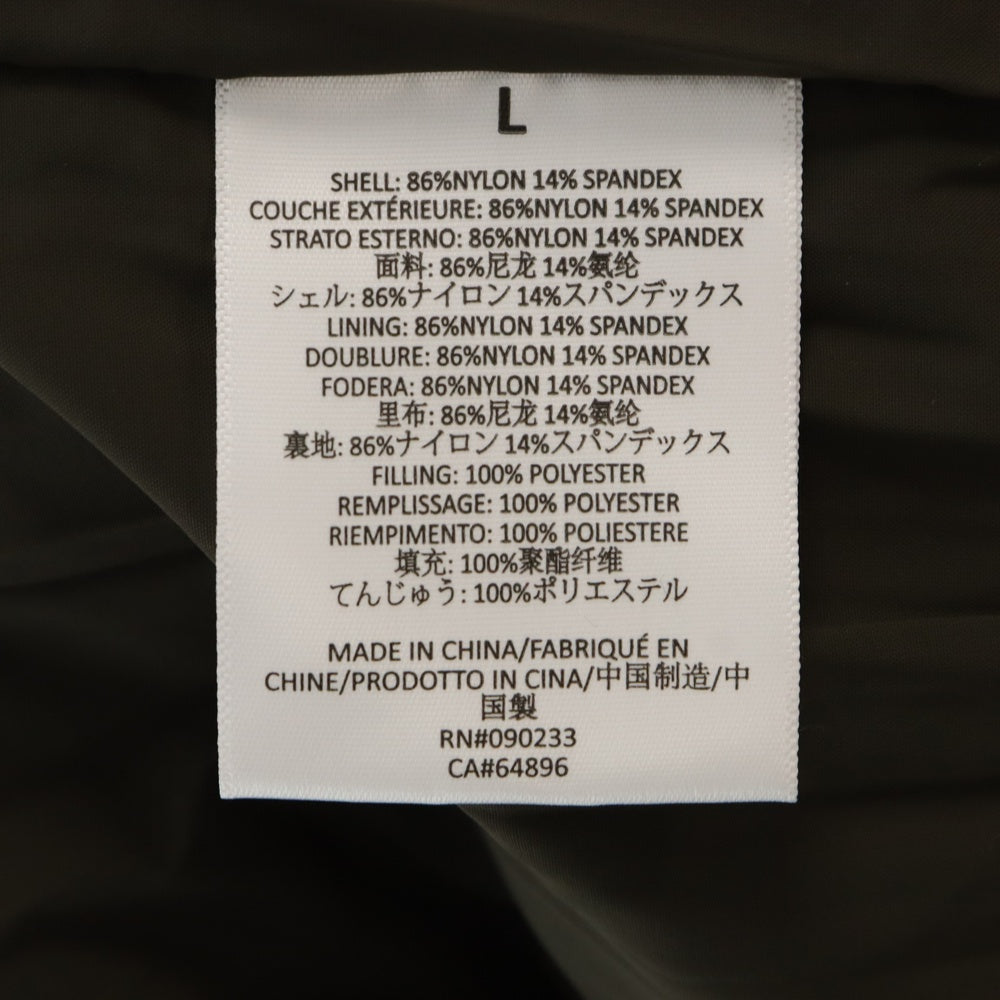 L
SHELL: 86%NYLON 14% SPANDEX
COUCHE EXTÉRIEURE: 86%NYLON 14% SPANDEX
STRATO ESTERNO: 86%NYLON 14% SPANDEX
面料: 86%尼龙 14%氨纶
シェル: 86%ナイロン 14%スパンデックス
LINING: 86%NYLON 14% SPANDEX
DOUBLURE: 86%NYLON 14% SPANDEX
FODERA: 86%NYLON 14% SPANDEX
里布: 86%尼龙 14%氨纶
裏地: 86%ナイロン 14%スパンデックス
FILLING: 100% POLYESTER
REMPLISSAGE: 100% POLYESTER
RIEMPIMENTO: 100% POLIESTERE
填充: 100%聚酯纤维
てんじゅう: 100%ポリエステル
MADE IN CHINA/FABRIQUÉ EN
CHINE/PRODOTTO IN CINA/中国制造/中
国製
RN#090233
CA#64896